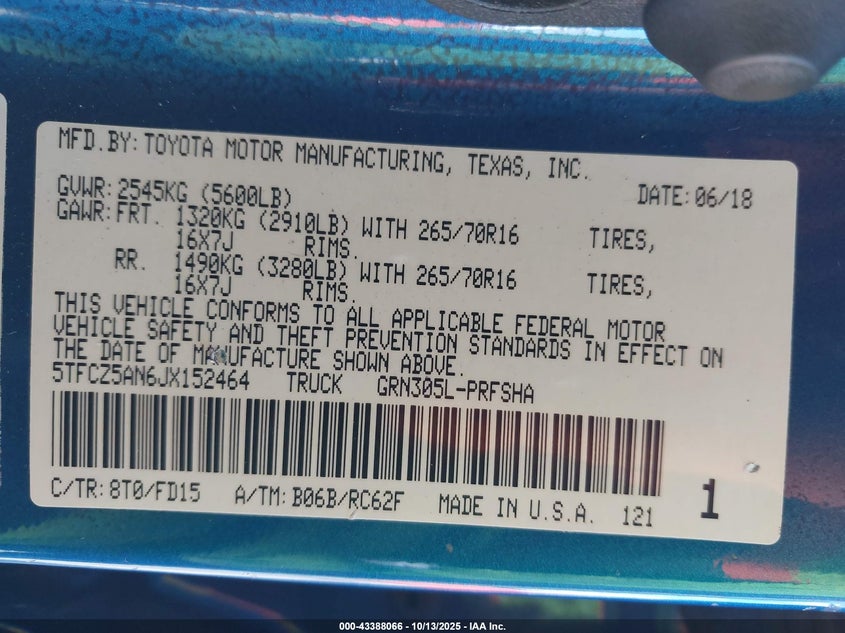 MFD.BY:TOYOTA MOTOR MANUFACTURING, TEXAS, INC.
GVWR:2545KG (5600LB) DATE:06/18
GAWR:FRT. 1320KG (2910LB) WITH 265/70R16 TIRES,
16X7J RIMS.
RR. 1490KG (3280LB) WITH 265/70R16 TIRES,
16X7J RIMS.
THIS VEHICLE CONFORMS TO ALL APPLICABLE FEDERAL MOTOR
VEHICLE SAFETY AND THEFT PREVENTION STANDARDS IN EFFECT ON
THE DATE OF MANUFACTURE SHOWN ABOVE.
5TFCZ5AN6JX152464 TRUCK GRN305L-PRFSHA
C/TR:8T0/FD15 A/TM:B06B/RC62F MADE IN U.S.A. 121 1
000-43388066 - 10/13/2025 - IAA Inc.